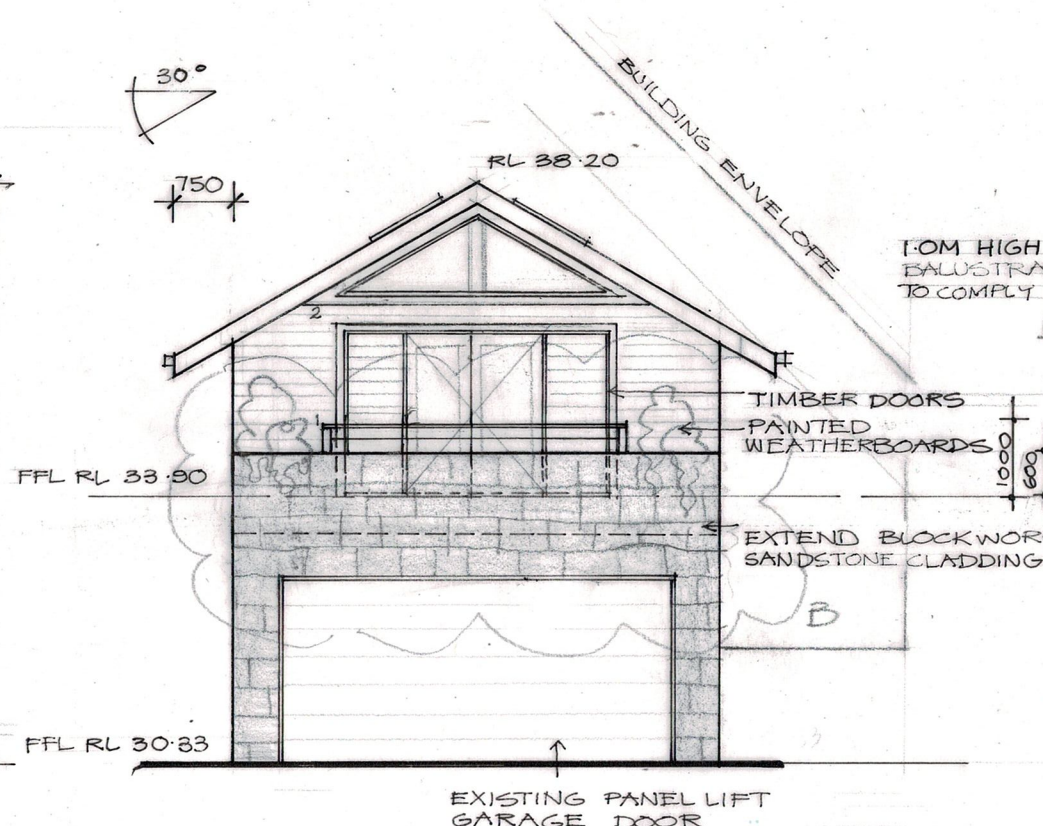 30°
BUILDING ENVELOPE
RL 38.20
750
1.0M HIGH
BALUSTRA
TO COMPLY
2
TIMBER DOORS
1
PAINTED
WEATHERBOARDS
1000
600
FFL RL 33.90
EXTEND BLOCKWOR
SANDSTONE CLADDING
B
FFL RL 30.33
EXISTING PANEL LIFT
GARAGE DOOR